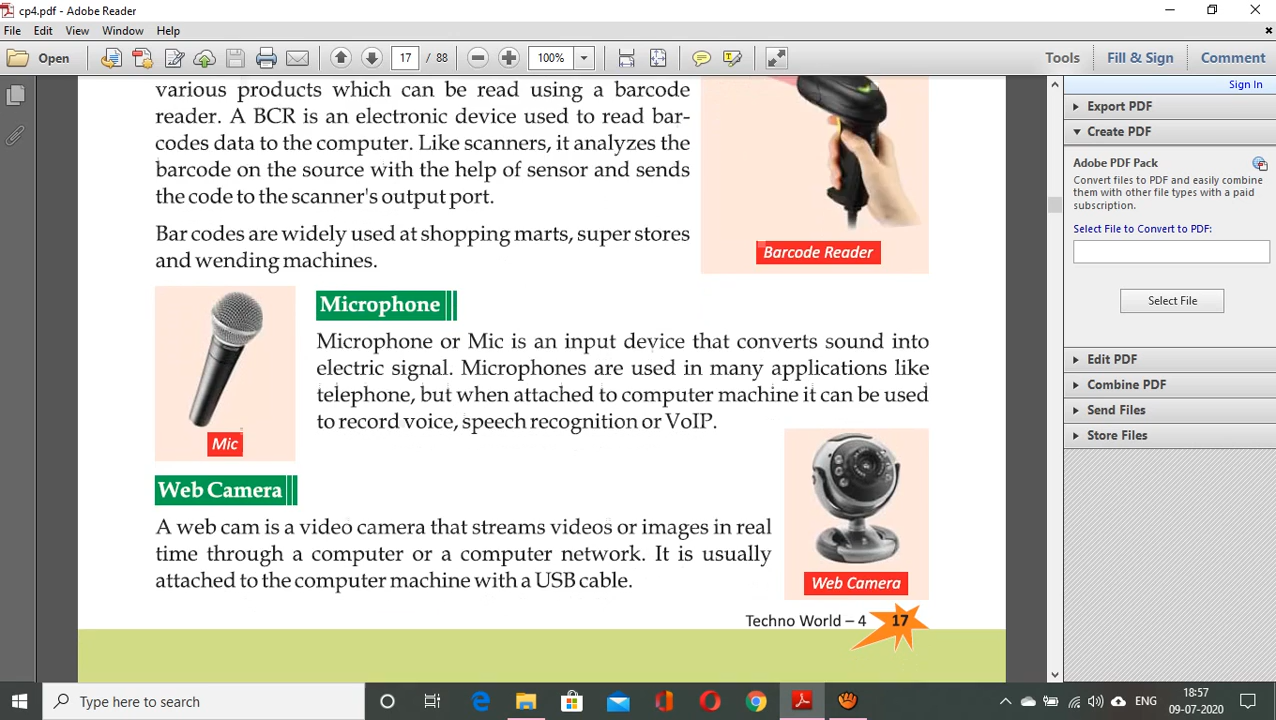 cp4.pdf - Adobe Reader
File Edit View Window Help
Open 17 / 88 100% Tools Fill & Sign Comment
Sign In
Export PDF
Create PDF
Adobe PDF Pack
Convert files to PDF and easily combine
them with other file types with a paid
subscription.
Select File to Convert to PDF:
Select File
Edit PDF
Combine PDF
Send Files
Store Files
various products which can be read using a barcode
reader. A BCR is an electronic device used to read bar-
codes data to the computer. Like scanners, it analyzes the
barcode on the source with the help of sensor and sends
the code to the scanner's output port.
Bar codes are widely used at shopping marts, super stores
and wending machines.
Barcode Reader
Microphone
Microphone or Mic is an input device that converts sound into
electric signal. Microphones are used in many applications like
telephone, but when attached to computer machine it can be used
to record voice, speech recognition or VoIP.
Mic
Web Camera
A web cam is a video camera that streams videos or images in real
time through a computer or a computer network. It is usually
attached to the computer machine with a USB cable.
Web Camera
Techno World – 4 17
Type here to search
ENG
18:57
09-07-2020